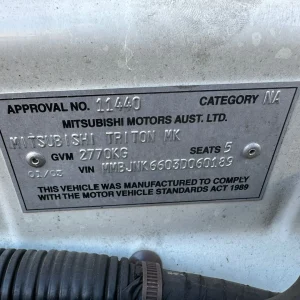 APPROVAL NO. 11440 CATEGORY NA
MITSUBISHI MOTORS AUST. LTD.
MITSUBISHI TRITON MK
GVM 2770KG SEATS 5
01/03 VIN MMBJNK6603D060189
THIS VEHICLE WAS MANUFACTURED TO COMPLY
WITH THE MOTOR VEHICLE STANDARDS ACT 1989